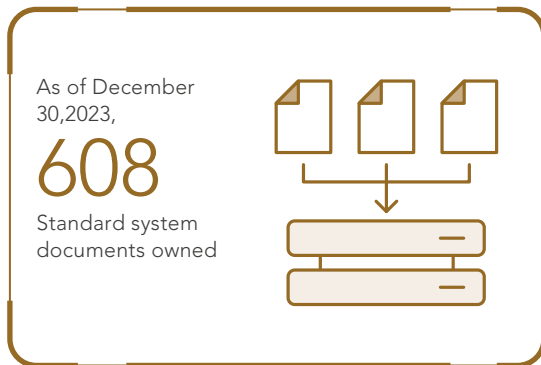 As of December
30,2023,
608
Standard system
documents owned